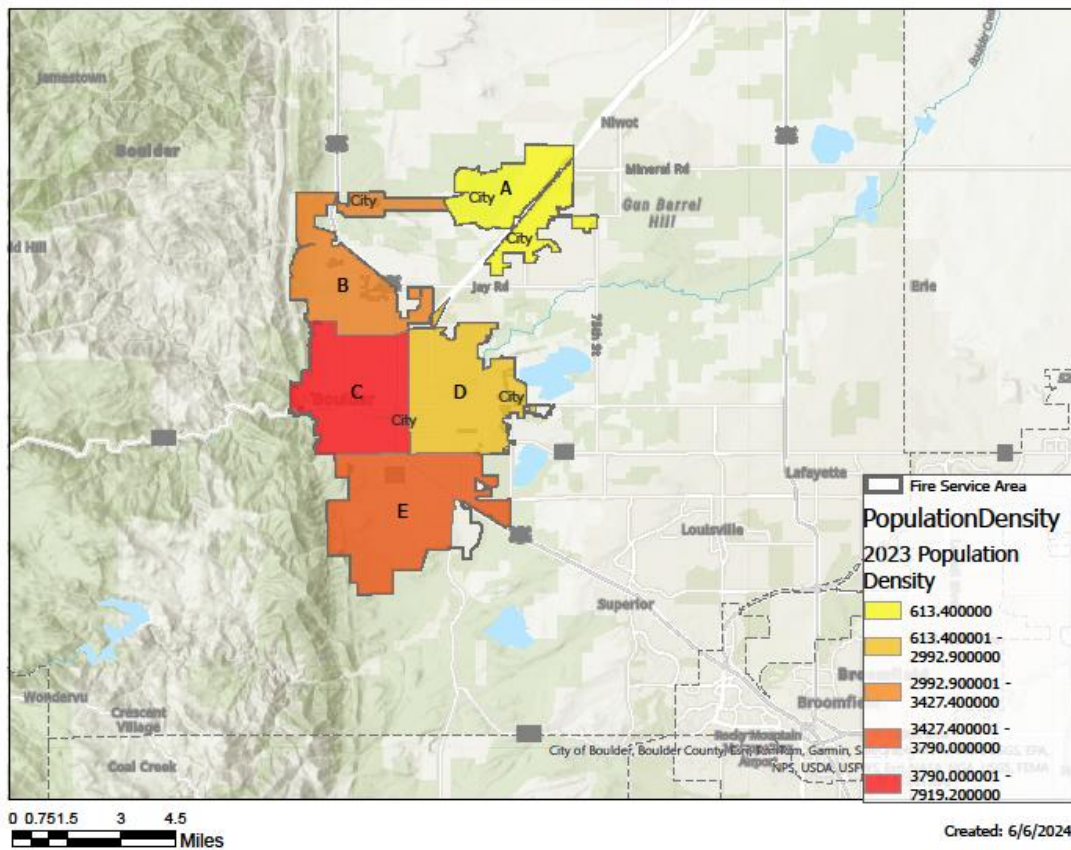 Jamestown
Boulder
Niwot
Mineral Rd
A
City
City
Gun Barrel
Hill
City
Hill
B
Jay Rd
Boulder Creek
Erie
75th St
C
D
City
City
Lafayette
E
Louisville
Superior
Wondervu
Crescent
Village
Coal Creek
Rocky Mountain
Airport
City of Boulder, Boulder County, Esri, TomTom, Garmin,
EPA,
NPS, USDA,
Fire Service Area
PopulationDensity
2023 Population
Density
613.400000
613.400001 -
2992.900000
2992.900001 -
3427.400000
3427.400001 -
3790.000000
3790.000001 -
7919.200000
0 0.751.5 3 4.5
Miles
Created: 6/6/2024